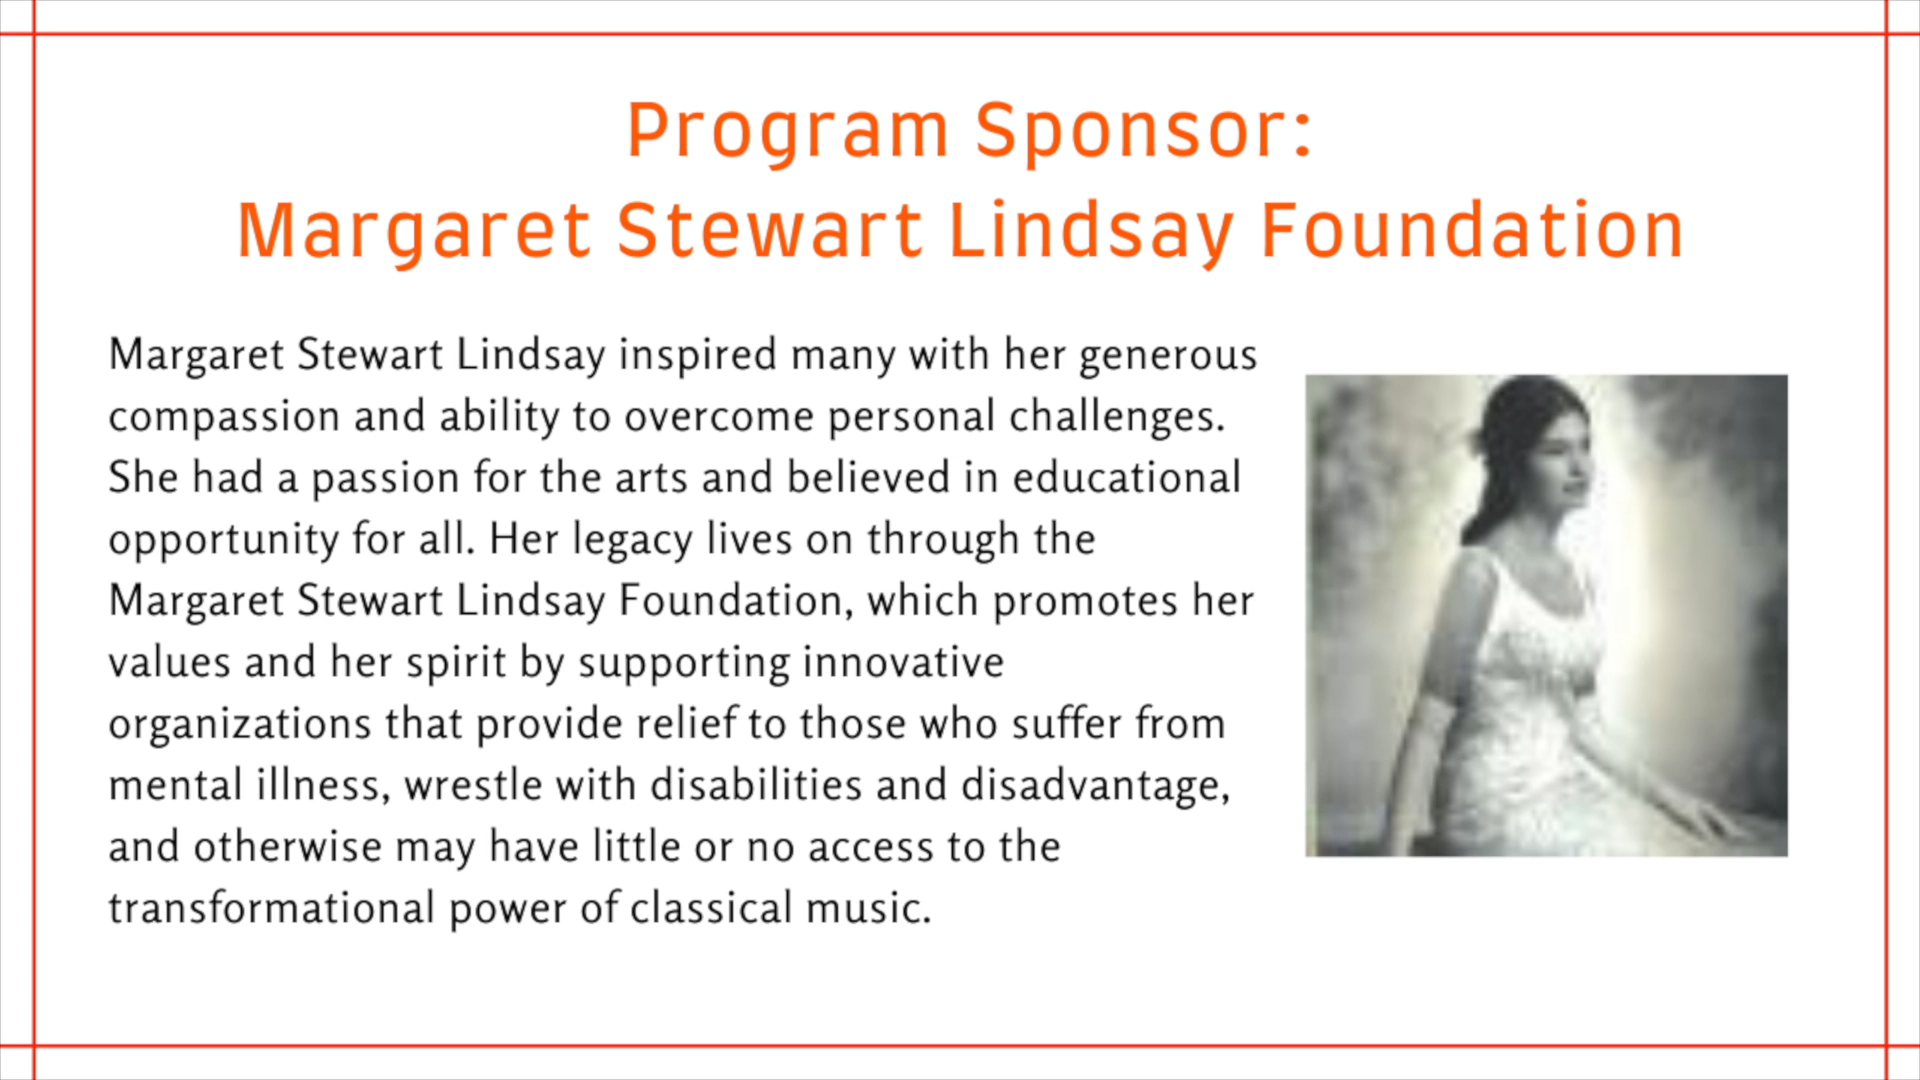 Program Sponsor:
Margaret Stewart Lindsay Foundation
Margaret Stewart Lindsay inspired many with her generous
compassion and ability to overcome personal challenges.
She had a passion for the arts and believed in educational
opportunity for all. Her legacy lives on through the
Margaret Stewart Lindsay Foundation, which promotes her
values and her spirit by supporting innovative
organizations that provide relief to those who suffer from
mental illness, wrestle with disabilities and disadvantage,
and otherwise may have little or no access to the
transformational power of classical music.